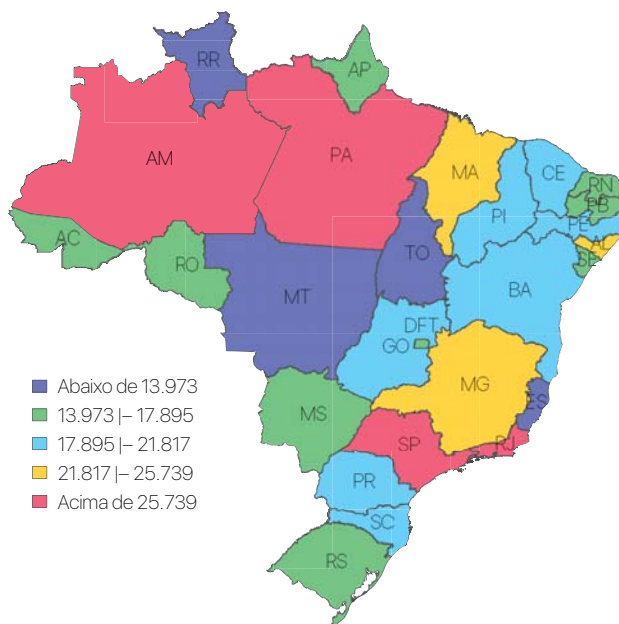 RR
AP
AM
PA
MA
CE
RN
PB
PI
PE
AC
AL
TO
SE
RO
BA
MT
DFT
GO
MG
ES
MS
SP
RJ
PR
SC
RS
Abaixo de 13.973
13.973 |– 17.895
17.895 |– 21.817
21.817 |– 25.739
Acima de 25.739